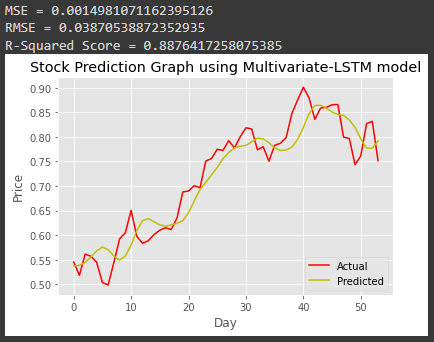 MSE = 0.0014981071162395126
RMSE = 0.03870538872352935
R-Squared Score = 0.8876417258075385
Stock Prediction Graph using Multivariate-LSTM model
0.90
0.85
0.80
0.75
0.70
0.65
0.60
0.55
0.50
Price
Actual
Predicted
0 10 20 30 40 50
Day